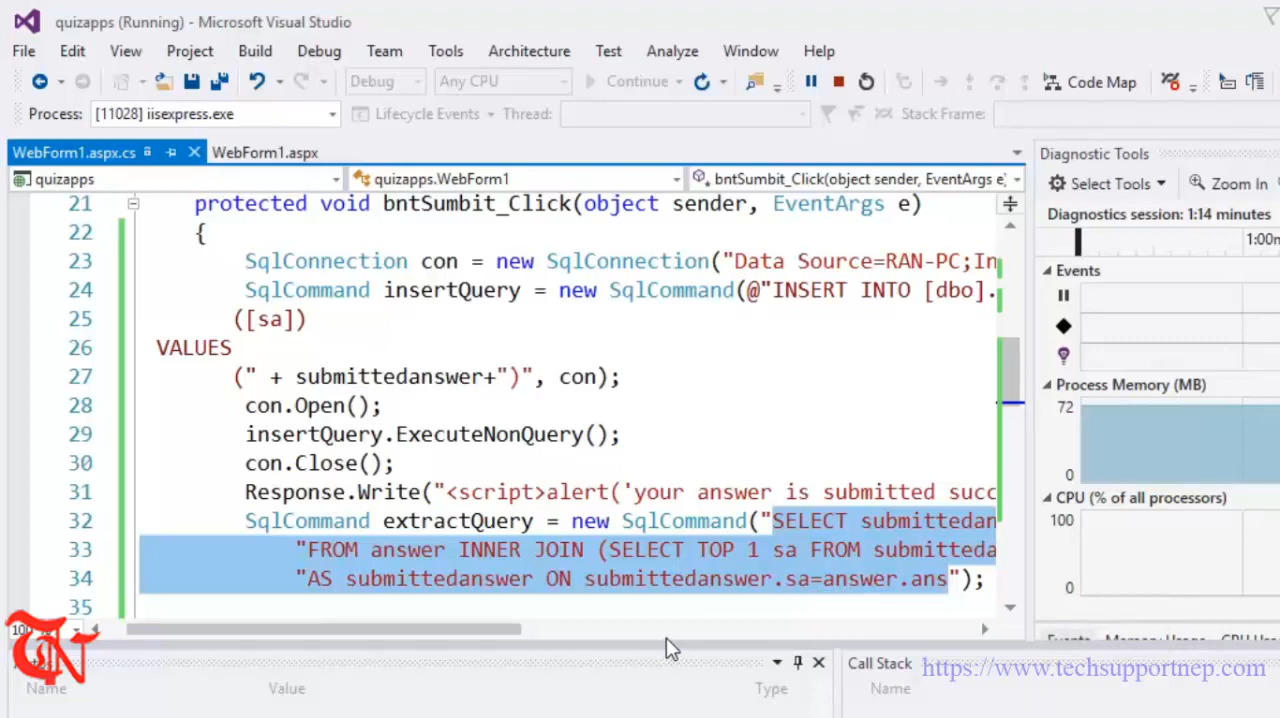 quizapps (Running) - Microsoft Visual Studio
File Edit View Project Build Debug Team Tools Architecture Test Analyze Window Help
Debug Any CPU Continue Code Map
Process: [11028] iisexpress.exe Lifecycle Events Thread: Stack Frame:
WebForm1.aspx.cs WebForm1.aspx
Diagnostic Tools
quizapps quizapps.WebForm1 bntSumbit_Click(object sender, EventArgs e)
Select Tools Zoom In
21 protected void bntSumbit_Click(object sender, EventArgs e)
Diagnostics session: 1:14 minutes
22 {
1:00m
23 SqlConnection con = new SqlConnection("Data Source=RAN-PC;In
Events
24 SqlCommand insertQuery = new SqlCommand(@"INSERT INTO [dbo].
25 ([sa])
26 VALUES
27 (" + submittedanswer+")", con);
Process Memory (MB)
28 con.Open();
72
29 insertQuery.ExecuteNonQuery();
30 con.Close();
0
31 Response.Write("<script>alert('your answer is submitted succ
CPU (% of all processors)
32 SqlCommand extractQuery = new SqlCommand("SELECT submittedan
100
33 "FROM answer INNER JOIN (SELECT TOP 1 sa FROM submitteda
34 "AS submittedanswer ON submittedanswer.sa=answer.ans");
0
35
Events Memory Usage CPU Usage
TN
Call Stack
https://www.techsupportnep.com
Name Value Type Name